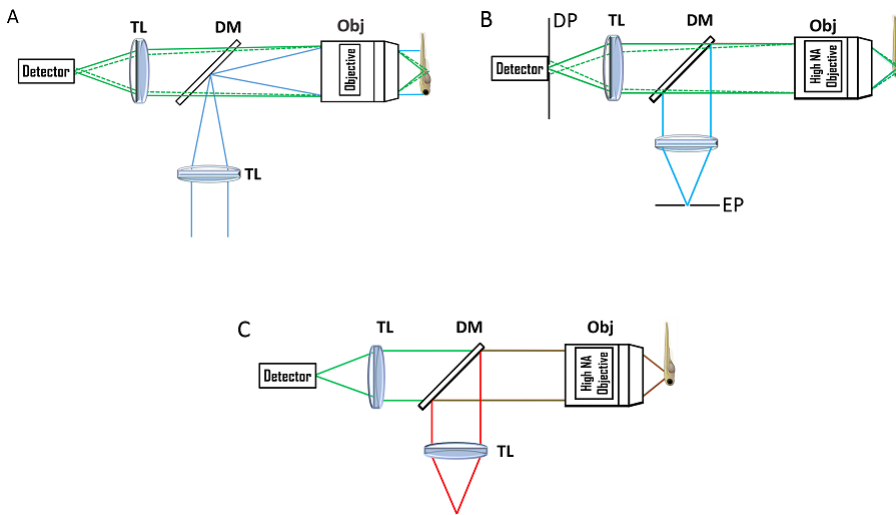 A
TL
DM
Obj
Detector
Objective
TL
B
DP
TL
DM
Obj
Detector
High NA
Objective
EP
C
TL
DM
Obj
Detector
High NA
Objective
TL